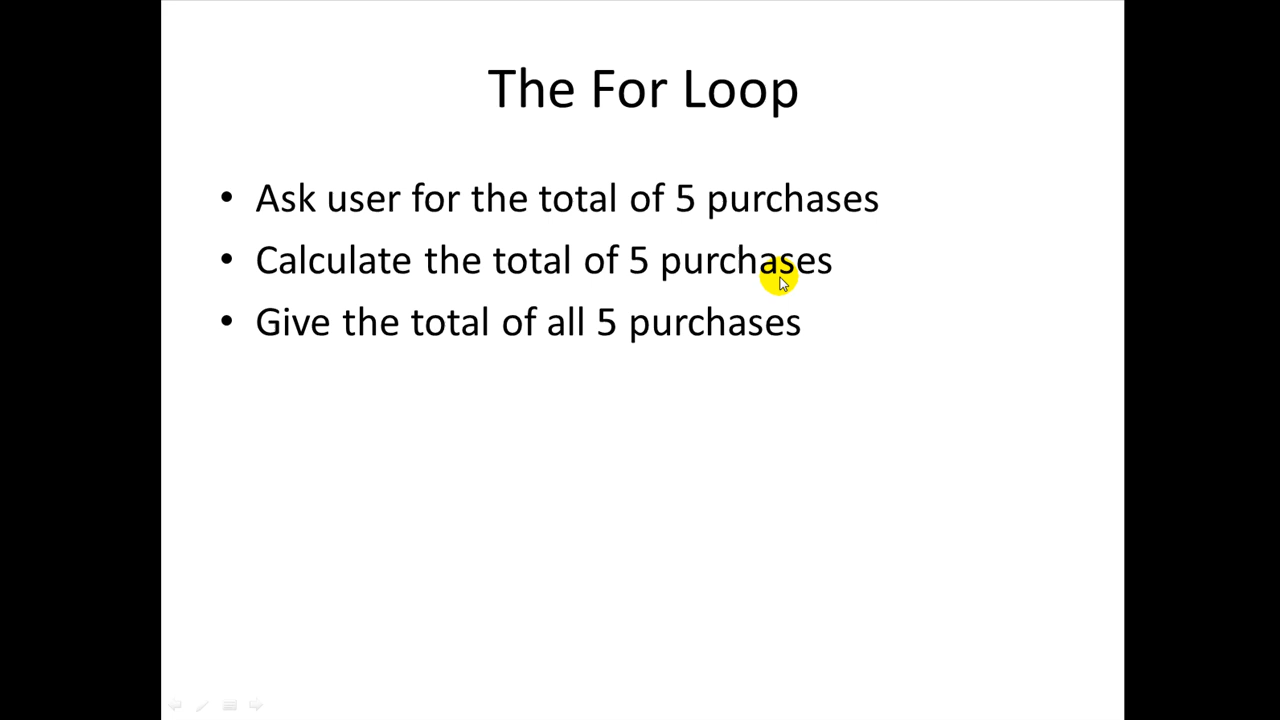 The For Loop
• Ask user for the total of 5 purchases
• Calculate the total of 5 purchases
• Give the total of all 5 purchases